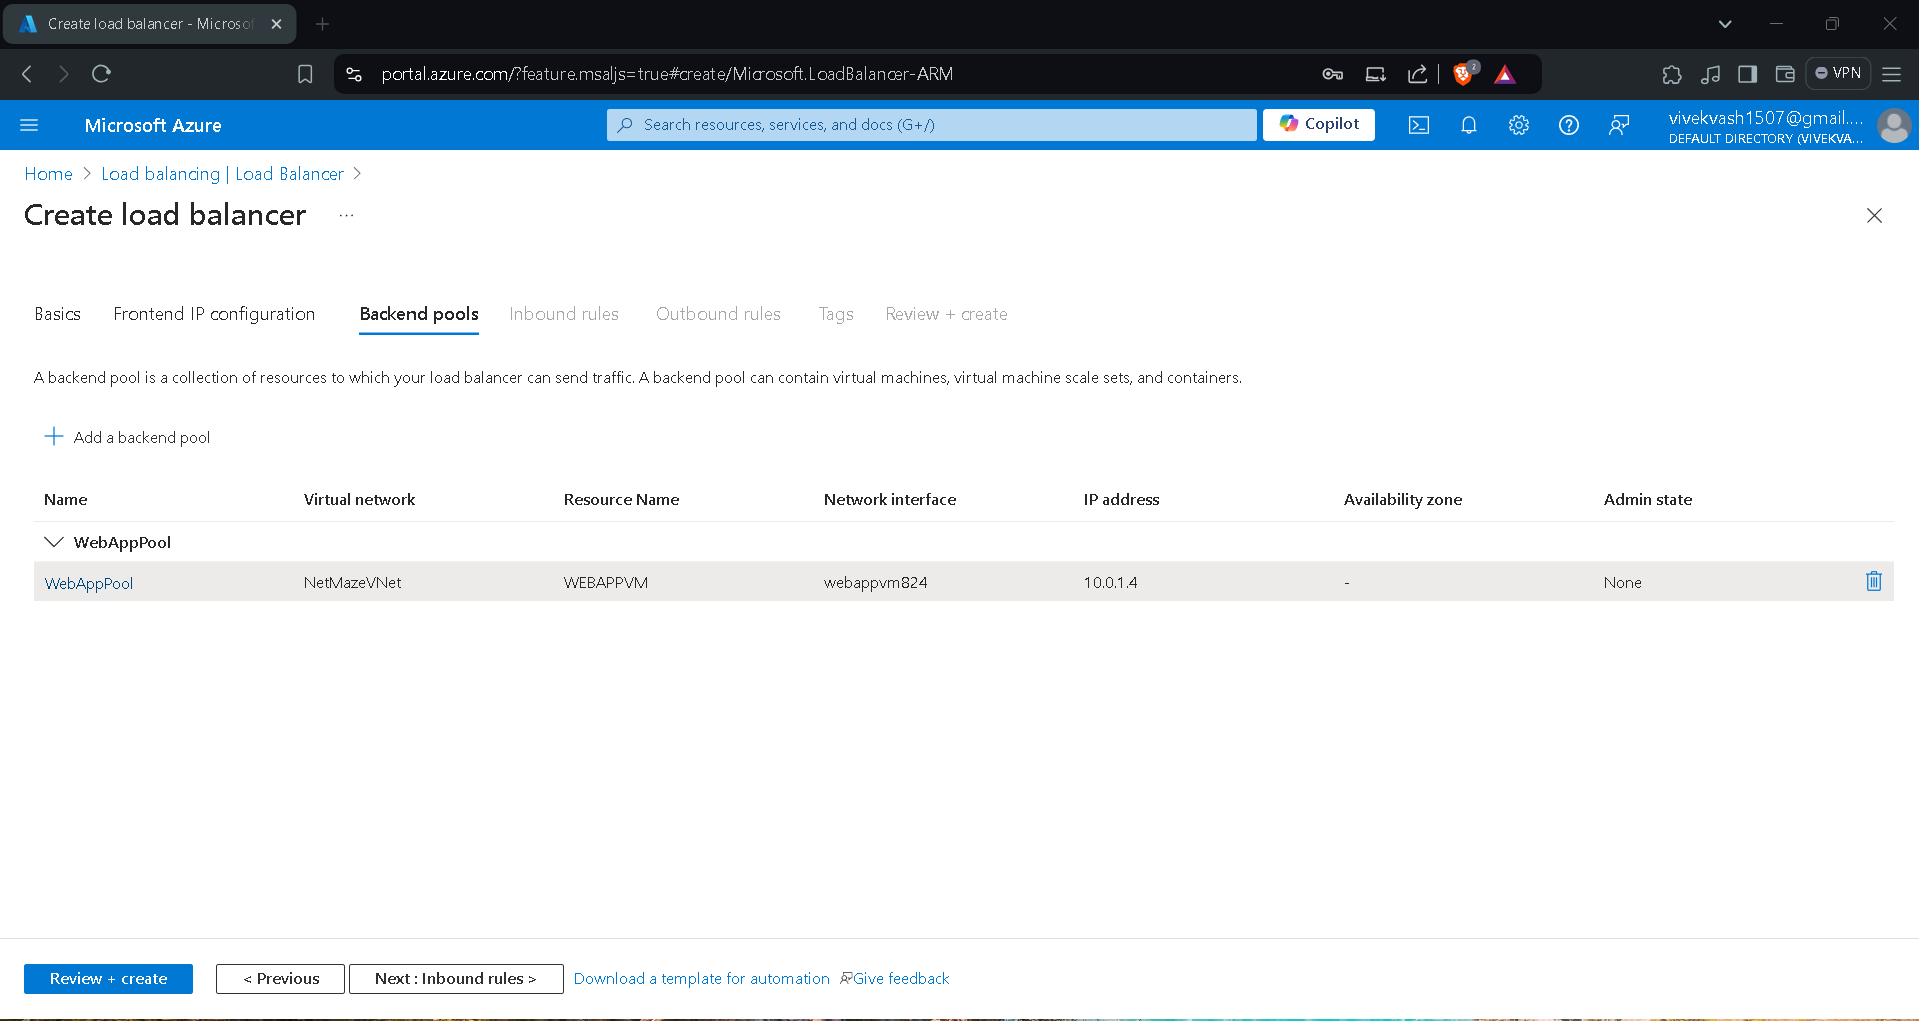 Create load balancer - Microsof
portal.azure.com/?feature.msaljs=true#create/Microsoft.LoadBalancer-ARM
2
VPN
Microsoft Azure
Search resources, services, and docs (G+/)
Copilot
vivekvash1507@gmail....
DEFAULT DIRECTORY (VIVEKVA...
Home > Load balancing | Load Balancer >
Create load balancer ...
Basics Frontend IP configuration Backend pools Inbound rules Outbound rules Tags Review + create
A backend pool is a collection of resources to which your load balancer can send traffic. A backend pool can contain virtual machines, virtual machine scale sets, and containers.
Add a backend pool
Name Virtual network Resource Name Network interface IP address Availability zone Admin state
WebAppPool
WebAppPool NetMazeVNet WEBAPPVM webappvm824 10.0.1.4 - None
Review + create < Previous Next : Inbound rules > Download a template for automation Give feedback